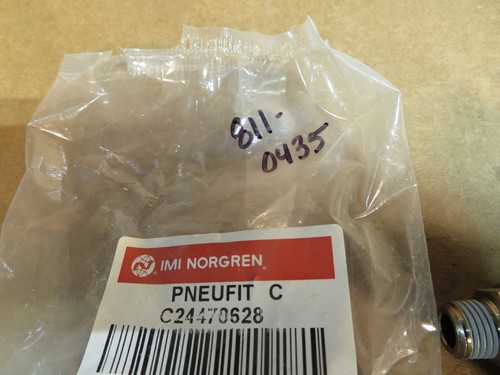 811-
0435
IMI NORGREN
PNEUFIT C
C24470628